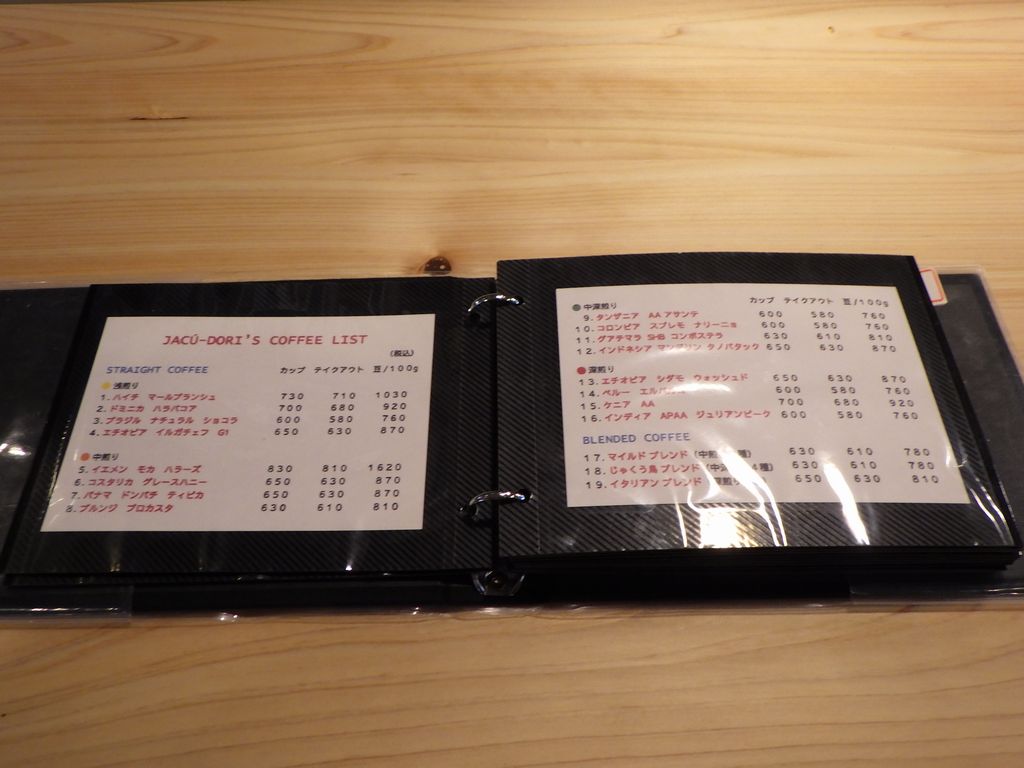 JACÚ-DORI'S COFFEE LIST
(税込)
STRAIGHT COFFEE カップ テイクアウト 豆/100g
浅煎り
1. ハイチ マールブランシュ 730 710 1030
2. ドミニカ ハラバコア 700 680 920
3. ブラジル ナチュラル ショコラ 600 580 760
4. エチオピア イルガチェフ G1 650 630 870
中煎り
5. イエメン モカ ハラーズ 830 810 1620
6. コスタリカ グレースハニー 650 630 870
7. パナマ ドンパチ ティピカ 650 630 870
8. ブルンジ ブロカスタ 630 610 810
中深煎り カップ テイクアウト 豆/100g
9. タンザニア AA アサンテ 600 580 760
10. コロンビア スプレモ ナリーニョ 600 580 760
11. グアテマラ SHB コンポステラ 630 610 810
12. インドネシア マンデリン タノバタック 650 630 870
深煎り
13. エチオピア シダモ ウォッシュド 650 630 870
14. ペルー 600 580 760
15. ケニア AA 700 680 920
16. インディア APAA ジュリアンピーク 600 580 760
BLENDED COFFEE
17. マイルド ブレンド (中煎 種) 630 610 780
18. じゃくう鳥 ブレンド (中深 4種) 630 610 780
19. イタリアン ブレンド 650 630 810